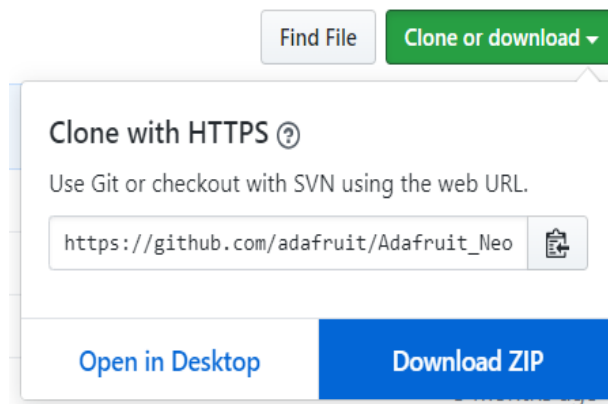 Find File
Clone or download
Clone with HTTPS
Use Git or checkout with SVN using the web URL.
https://github.com/adafruit/Adafruit_Neo
Open in Desktop
Download ZIP